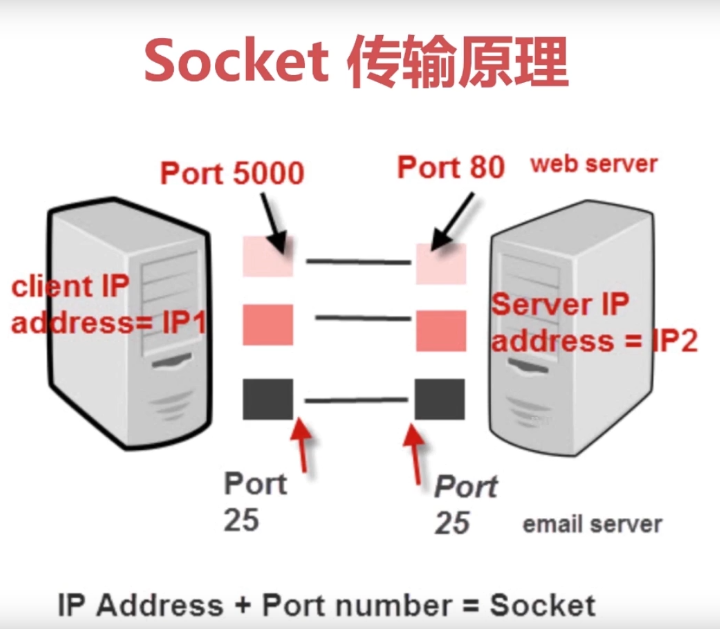 Socket 传输原理
Port 5000
Port 80
web server
client IP
address= IP1
Server IP
address = IP2
Port
25
Port
25
email server
IP Address + Port number = Socket